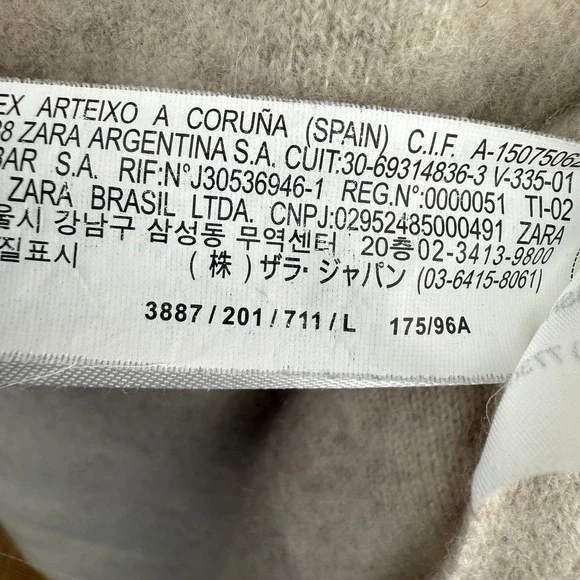 EX ARTEIXO A CORUÑA (SPAIN) C.I.F. A-15075062
ZARA ARGENTINA S.A. CUIT:30-69314836-3 V-335-01
BAR S.A. RIF:N°J30536946-1 REG.N°:0000051 TI-02
ZARA BRASIL LTDA. CNPJ:02952485000491 ZARA
울시 강남구 삼성동 무역센터 20층 02-3413-9800
질표시 (株)ザラ・ジャパン (03-6415-8061)
3887/201/711/L 175/96A